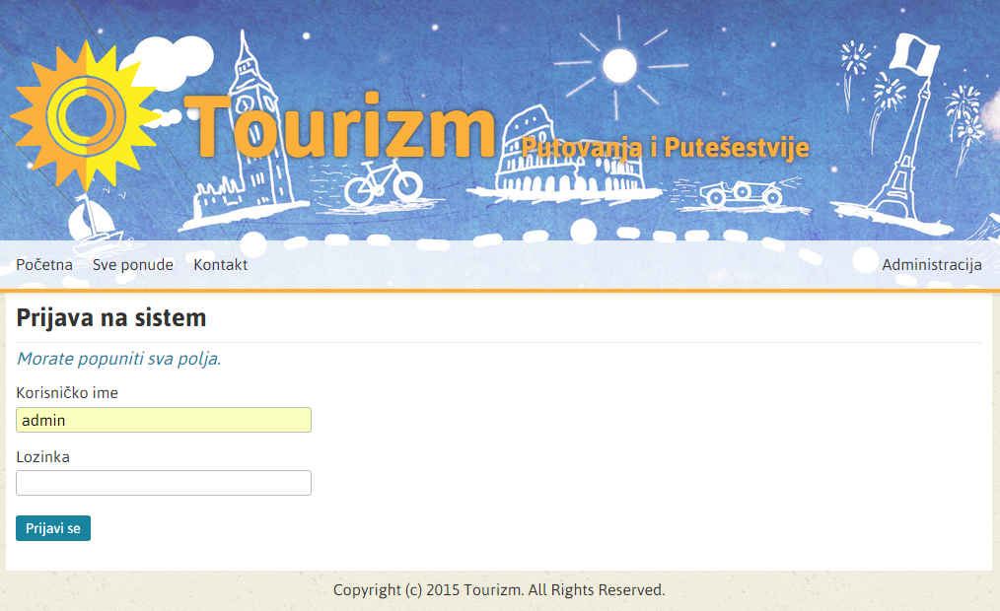 Tourizm
Putovanja i Putešestvije
Početna Sve ponude Kontakt Administracija
Prijava na sistem
Morate popuniti sva polja.
Korisničko ime
admin
Lozinka
Prijavi se
Copyright (c) 2015 Tourizm. All Rights Reserved.